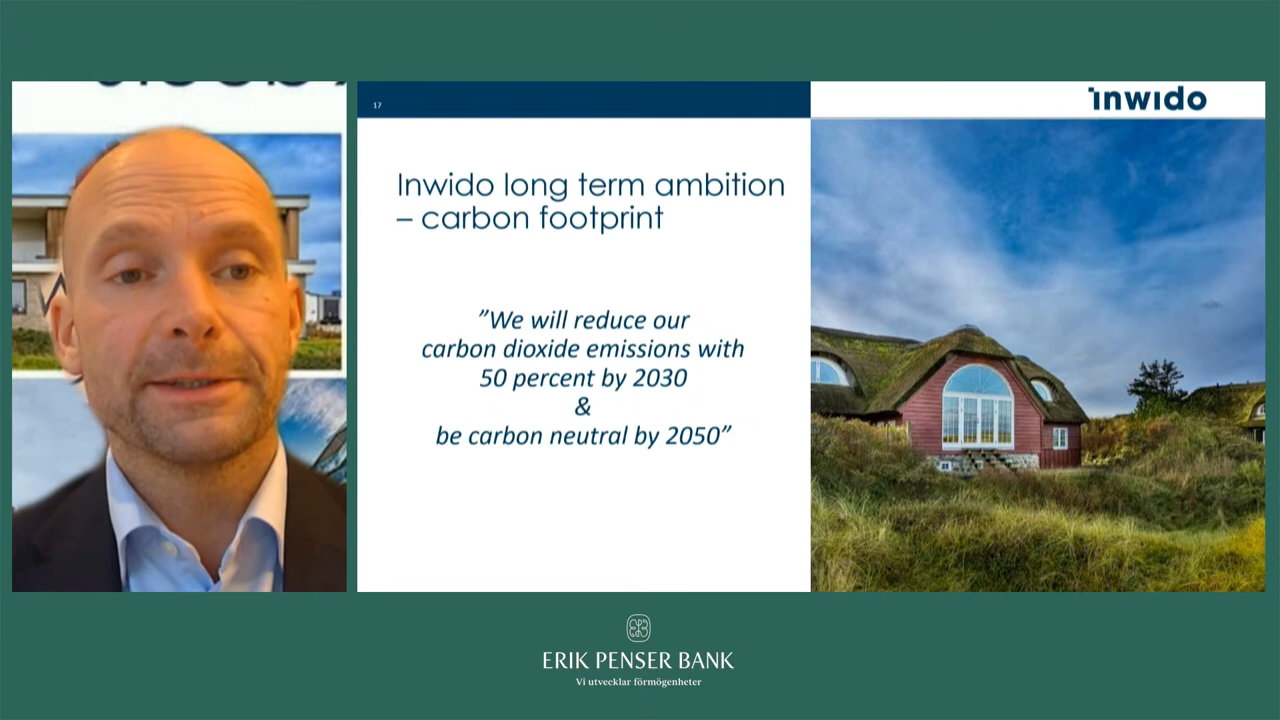 17
inwido
Inwido long term ambition
– carbon footprint
”We will reduce our
carbon dioxide emissions with
50 percent by 2030
&
be carbon neutral by 2050”
ERIK PENSER BANK
Vi utvecklar förmögenheter